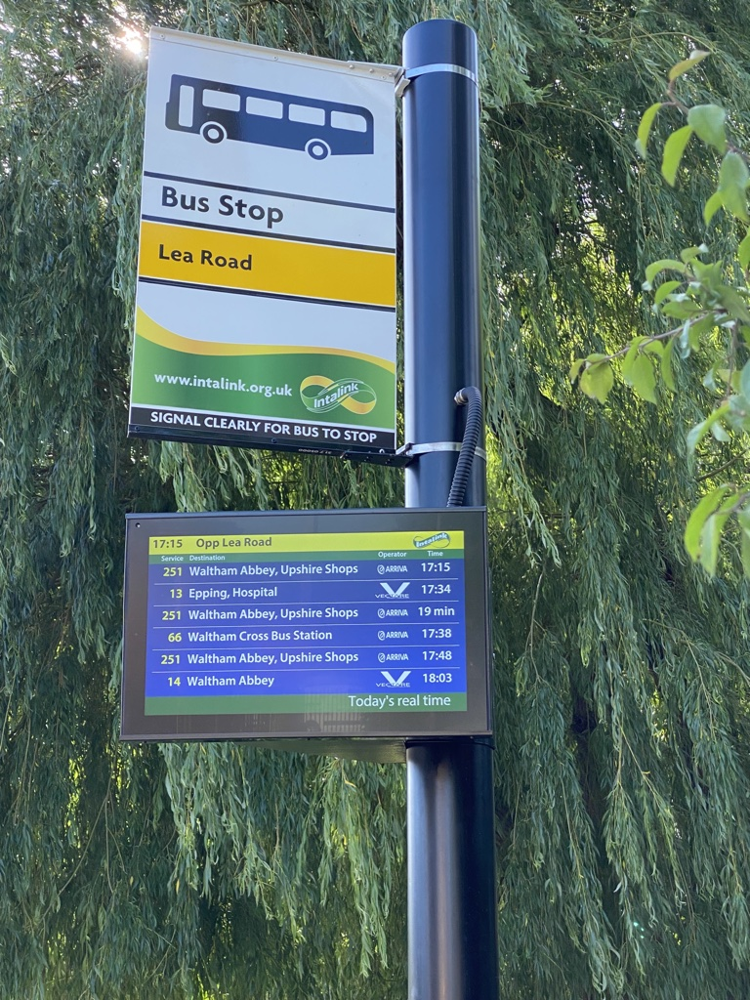 Bus Stop
Lea Road
www.intalink.org.uk Intalink
SIGNAL CLEARLY FOR BUS TO STOP
17:15 Opp Lea Road Intalink
Service Destination Operator Time
251 Waltham Abbey, Upshire Shops ARRIVA 17:15
13 Epping, Hospital VECTARE 17:34
251 Waltham Abbey, Upshire Shops ARRIVA 19 min
66 Waltham Cross Bus Station ARRIVA 17:38
251 Waltham Abbey, Upshire Shops ARRIVA 17:48
14 Waltham Abbey VECTARE 18:03
Today's real time